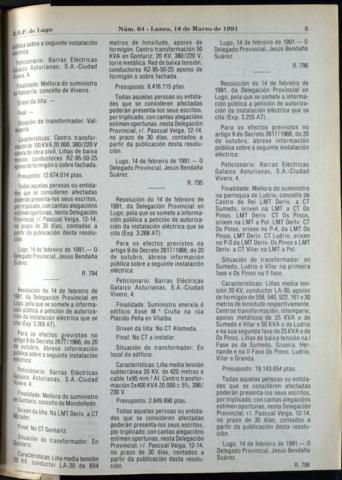 B.O.P. de Lugo
Núm. 64 - Lunes, 18 de Marzo de 1991
5
pública sobre a seguinte instalación
eléctrica:
Peticionario: Barras Eléctricas
Galaico Asturianas, S.A.-Ciudad
Vivero, 4.
Finalidade: Mellora do suministro
a Valdarcía, concello de Viveiro.
Orixen da liña: —
Final: —
Situación do transformador: Val-
darcía.
Características: Centro transfor-
mación de 100 KVA 20.000, 380/220 V
caseta de obra civil. Liñas de baixa
tensión, conductores RZ-95-50-25
apoios de formigón o sobre fachada.
Presuposto: 12.674.014 ptas.
Todas aquelas persoas ou entida-
des que se consideren afectadas
poderán presenta-los seus escritos,
por triplicado, con cantas alegacións
estimen oportunas, nesta Delegación
Provincial, r/. Pascual Veiga, 12-14,
no prazo de 30 días, contados a
partir da publicación desta resolu-
ción.
Lugo, 14 de febreiro de 1991.— O
Delegado Provincial, Jesús Bendaña
Suárez.
R. 794
Resolución do 14 de febreiro de
1991, da Delegación Provincial en
Lugo, pola que se somete a informa-
ción pública a petición de autoriza-
ción da instalación eléctrica que se
cita (Exp. 3.269 AT).
Para os efectos previstos no
artigo 9 do Decreto 2617/1966, do 20
de outubro, ábrese información
pública sobre a seguinte instalación
eléctrica:
Peticionario: Barras Eléctricas
Galaico Asturianas, S.A.-Ciudad
Vivero, 4.
Finalidade: Mellora do suministro
en Gontariz, concello de Mondoñedo.
Orixen da liña: Na LMT Deriv. a CT
Final: No CT Gontariz.
Situación do transformador: En
Gontariz.
Características: Liña media tensión
20 KV, conductor LA-30 de 604
metros de lonxitude, apoios de
formigón. Centro transformación 50
KVA en Gontariz, 20 KV, 380/220 V,
torre metálica. Red de baixa tensión,
conductores RZ-95-50-25 apoios de
formigón o sobre fachada.
Presuposto: 8.416.115 ptas.
Todas aquelas persoas ou entida-
des que se consideren afectadas
poderán presenta-los seus escritos,
por triplicado, con cantas alegacións
estimen oportunas, nesta Delegación
Provincial, r/ Pascual Veiga, 12-14,
no prazo de 30 días, contados a
partir da publicación desta resolu-
ción.
Lugo, 14 de febreiro de 1991.— O
Delegado Provincial, Jesús Bendaña
Suárez.
R. 795
Resolución do 14 de febreiro de
1991, da Delegación Provincial en
Lugo, pola que se somete a informa-
ción pública a petición de autoriza-
ción da instalación eléctrica que se
cita (Exp. 3.277 AT).
Para os efectos previstos no
artigo 9 do Decreto 2617/1966, do 20
de outubro, ábrese información
pública sobre a seguinte instalación
eléctrica:
Peticionario: Barras Eléctricas
Galaico Asturianas, S.A.-Ciudad
Vivero, 4.
Finalidade: Suministro enerxía ó
edificio Xosé M.ª Cruña na rúa
Plácido Peña en Vilalba.
Orixen da liña: No CT Alameda.
Final: No CT a instalar.
Situación do transformador: En
local do edificio.
Características: Liña media tensión
subterránea 20 KV, de 420 metros e
cable 1x95 mm.² Al. Centro transfor-
mación 2x400 KVA 20.000 ± 5%, 398/
230 V.
Presuposto: 2.849.890 ptas.
Todas aquelas persoas ou entida-
des que se consideren afectadas
poderán presenta-los seus escritos,
por triplicado, con cantas alegacións
estimen oportunas, nesta Delegación
Provincial, r/. Pascual Veiga, 12-14,
no prazo de 30 días, contados a
partir da publicación desta resolu-
ción.
Lugo, 14 de febreiro de 1991.— O
Delegado Provincial, Jesús Bendaña
Suárez.
R. 796
Resolución do 14 de febreiro de
1991, da Delegación Provincial en
Lugo, pola que se somete a informa-
ción pública a petición de autoriza-
ción da instalación eléctrica que se
cita (Exp. 3.255 AT).
Para os efectos previstos no
artigo 9 do Decreto 2617/1966, do 20
de outubro, ábrese información
pública sobre a seguinte instalación
eléctrica:
Peticionario: Barras Eléctricas
Galaico Asturianas, S.A.-Ciudad
Vivero, 4.
Finalidade: Mellora do suministro
na parroquia de Ludrio, concello de
Castro de Rei LMT Deriv. a CT
Sumedo, orixen na LMT a CT Os
Pinos. LMT Deriv. CT Os Pinos,
orixen na LMT a Pol. LMT Deriv. CT
Os Pinos, orixen no P-4, da LMT Os
Pinos, LMT Deriv. CT Ludrio, orixen
no P-3 da LMT Deriv. Os Pinos e LMT
Deriv. a CT Vilar na LMT a Pol.
Situación do transformador: en
Sumedo, Ludrio e Vilar na primeira
fase e Os Pinos na II fase.
Características: Liñas media ten-
sión 20 KV, conductor LA-30, apoios
de formigón de 558, 540, 522, 161 e 30
metros de lonxitude respectivamente.
Centros transformación, intemperie,
apoios metálicos de 25 KVA o de
Sumedo e Vilar e 50 KVA o de Ludrio
e na sua segunda fase de 25 KVA o de
Os Pinos. Liñas de baixa tensión na I
Fase as de Sumedo, Grueira, Her-
nande e na II Fase Os Pinos, Ludrio,
Vilar o Granda.
Presuposto: 19.143.654 ptas.
Todas aquelas persoas ou entida-
des que se consideren afectadas
poderán presenta-los seus escritos,
por triplicado, con cantas alegacións
estimen oportunas, nesta Delegación
Provincial, r/. Pascual Veiga, 12-14,
no prazo de 30 días, contados a
partir da publicación desta resolu-
ción.
Lugo, 14 de febreiro de 1991.— O
Delegado Provincial, Jesús Bendaña
Suárez.
R. 798